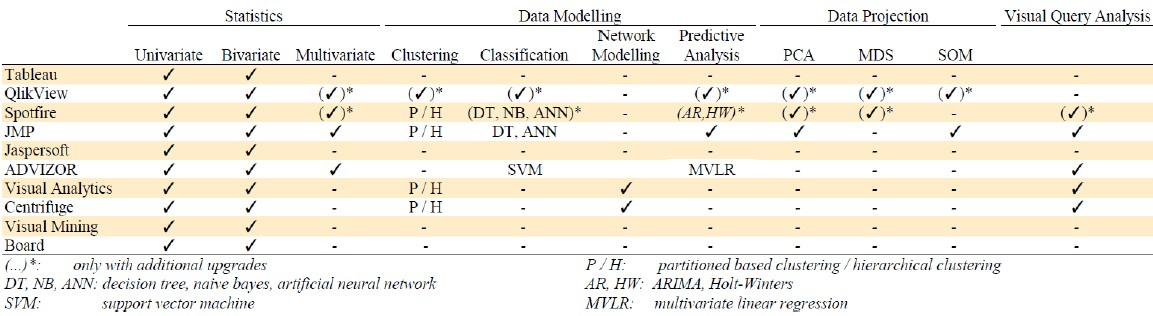 Statistics Data Modelling Data Projection Visual Query Analysis
Univariate Bivariate Multivariate Clustering Classification Network Modelling Predictive Analysis PCA MDS SOM
Tableau ✓ ✓ - - - - - - - - -
QlikView ✓ ✓ (✓)* (✓)* (✓)* - (✓)* (✓)* (✓)* (✓)* -
Spotfire ✓ ✓ (✓)* P / H (DT, NB, ANN)* - (AR,HW)* (✓)* (✓)* - (✓)*
JMP ✓ ✓ ✓ P / H DT, ANN - ✓ ✓ - ✓ ✓
Jaspersoft ✓ ✓ - - - - - - - - -
ADVIZOR ✓ ✓ ✓ - SVM - MVLR - - - ✓
Visual Analytics ✓ ✓ - P / H - ✓ - - - - ✓
Centrifuge ✓ ✓ - P / H - ✓ - - - - ✓
Visual Mining ✓ ✓ - - - - - - - - -
Board ✓ ✓ - - - - - - - - -
(...)*: only with additional upgrades P / H: partitioned based clustering / hierarchical clustering
DT, NB, ANN: decision tree, naive bayes, artificial neural network AR, HW: ARIMA, Holt-Winters
SVM: support vector machine MVLR: multivariate linear regression